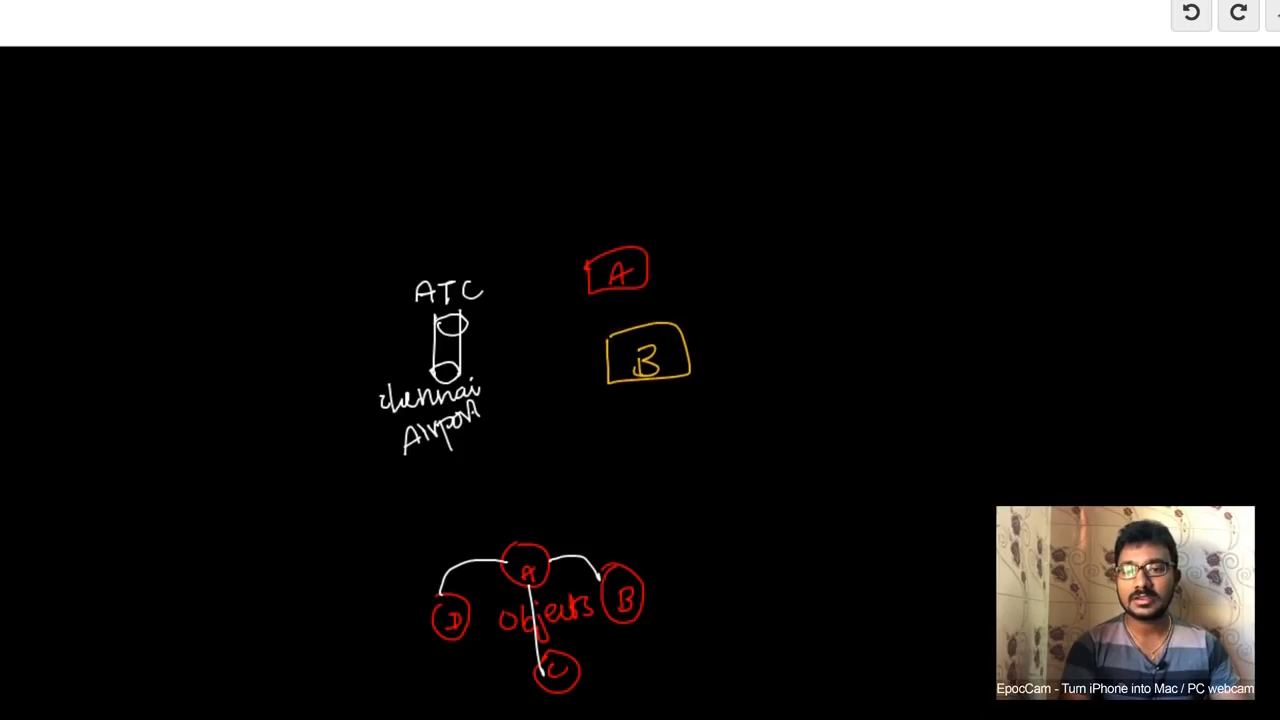 ATC
A
B
chennai
Airport
A
D
objects
B
C
EpocCam - Turn iPhone into Mac / PC webcam